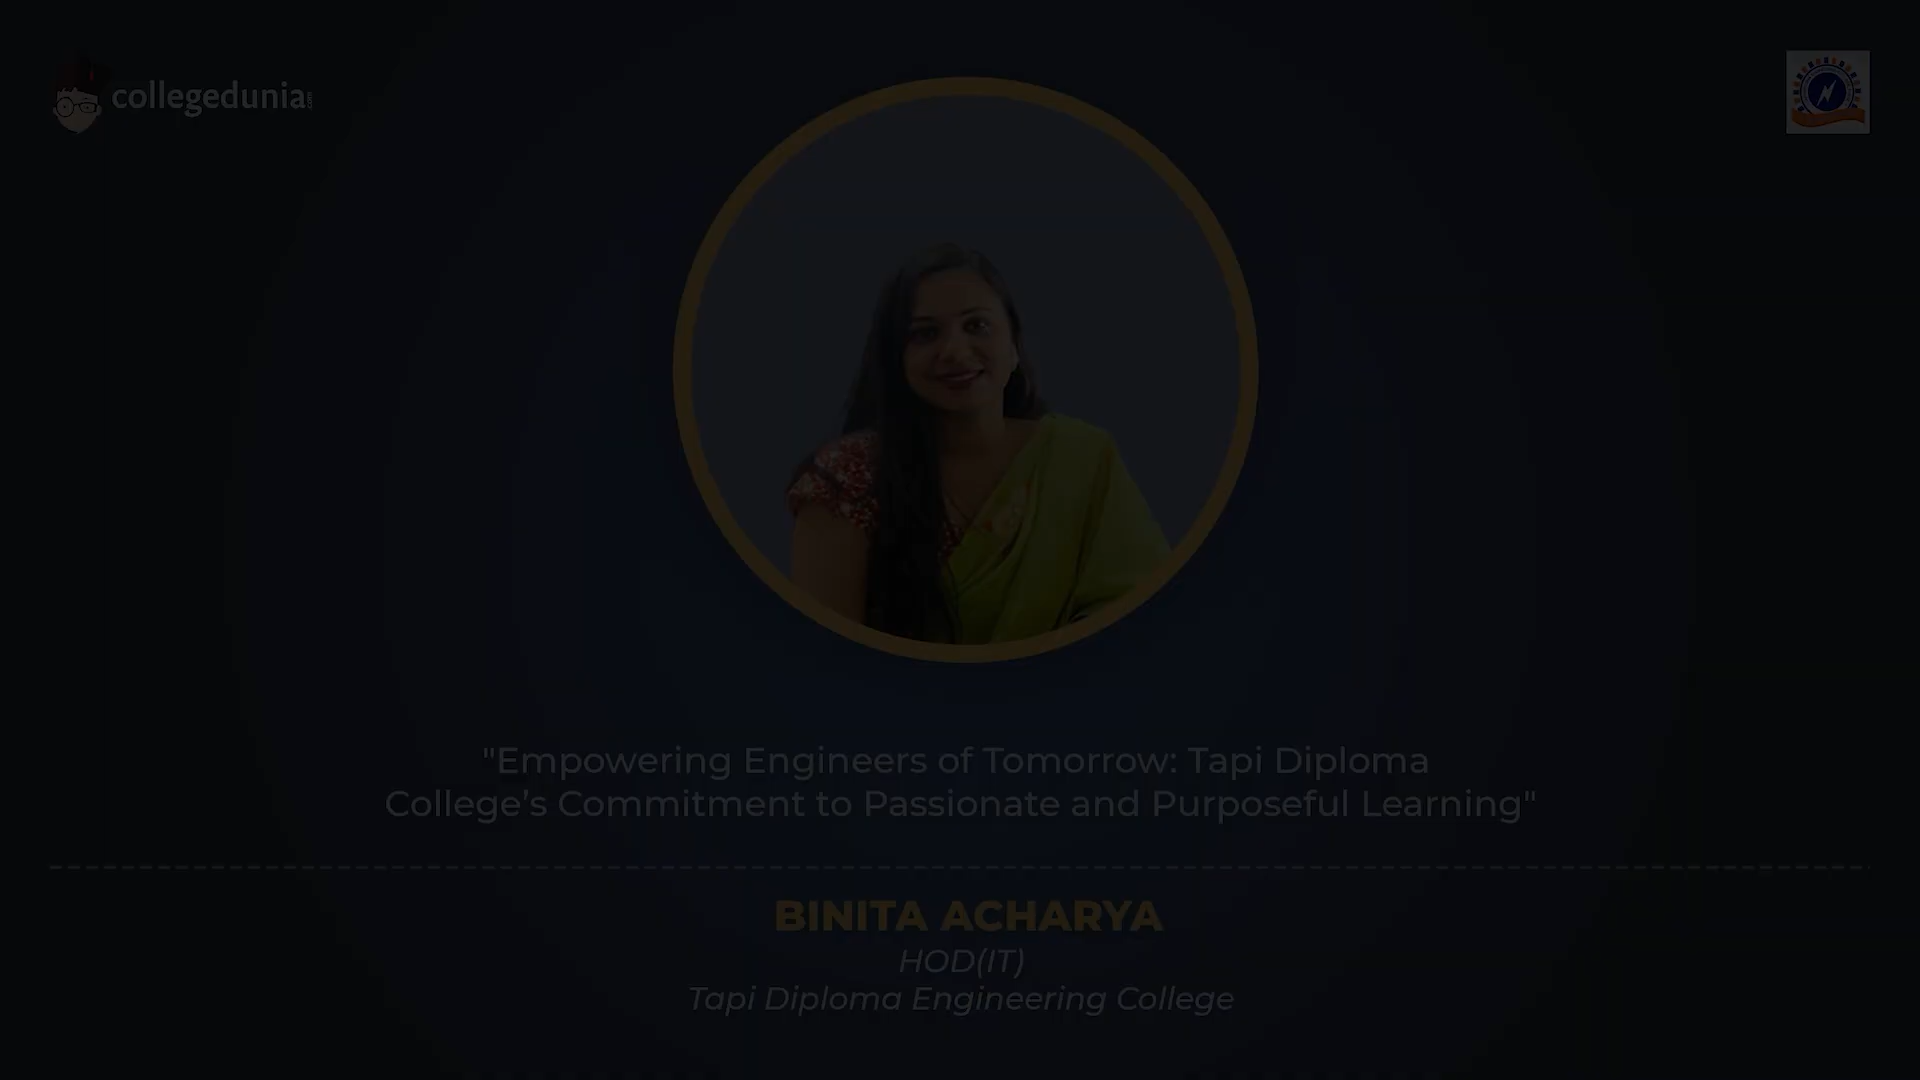 collegedunia
"Empowering Engineers of Tomorrow: Tapi Diploma
College’s Commitment to Passionate and Purposeful Learning"
BINITA ACHARYA
HOD(IT)
Tapi Diploma Engineering College